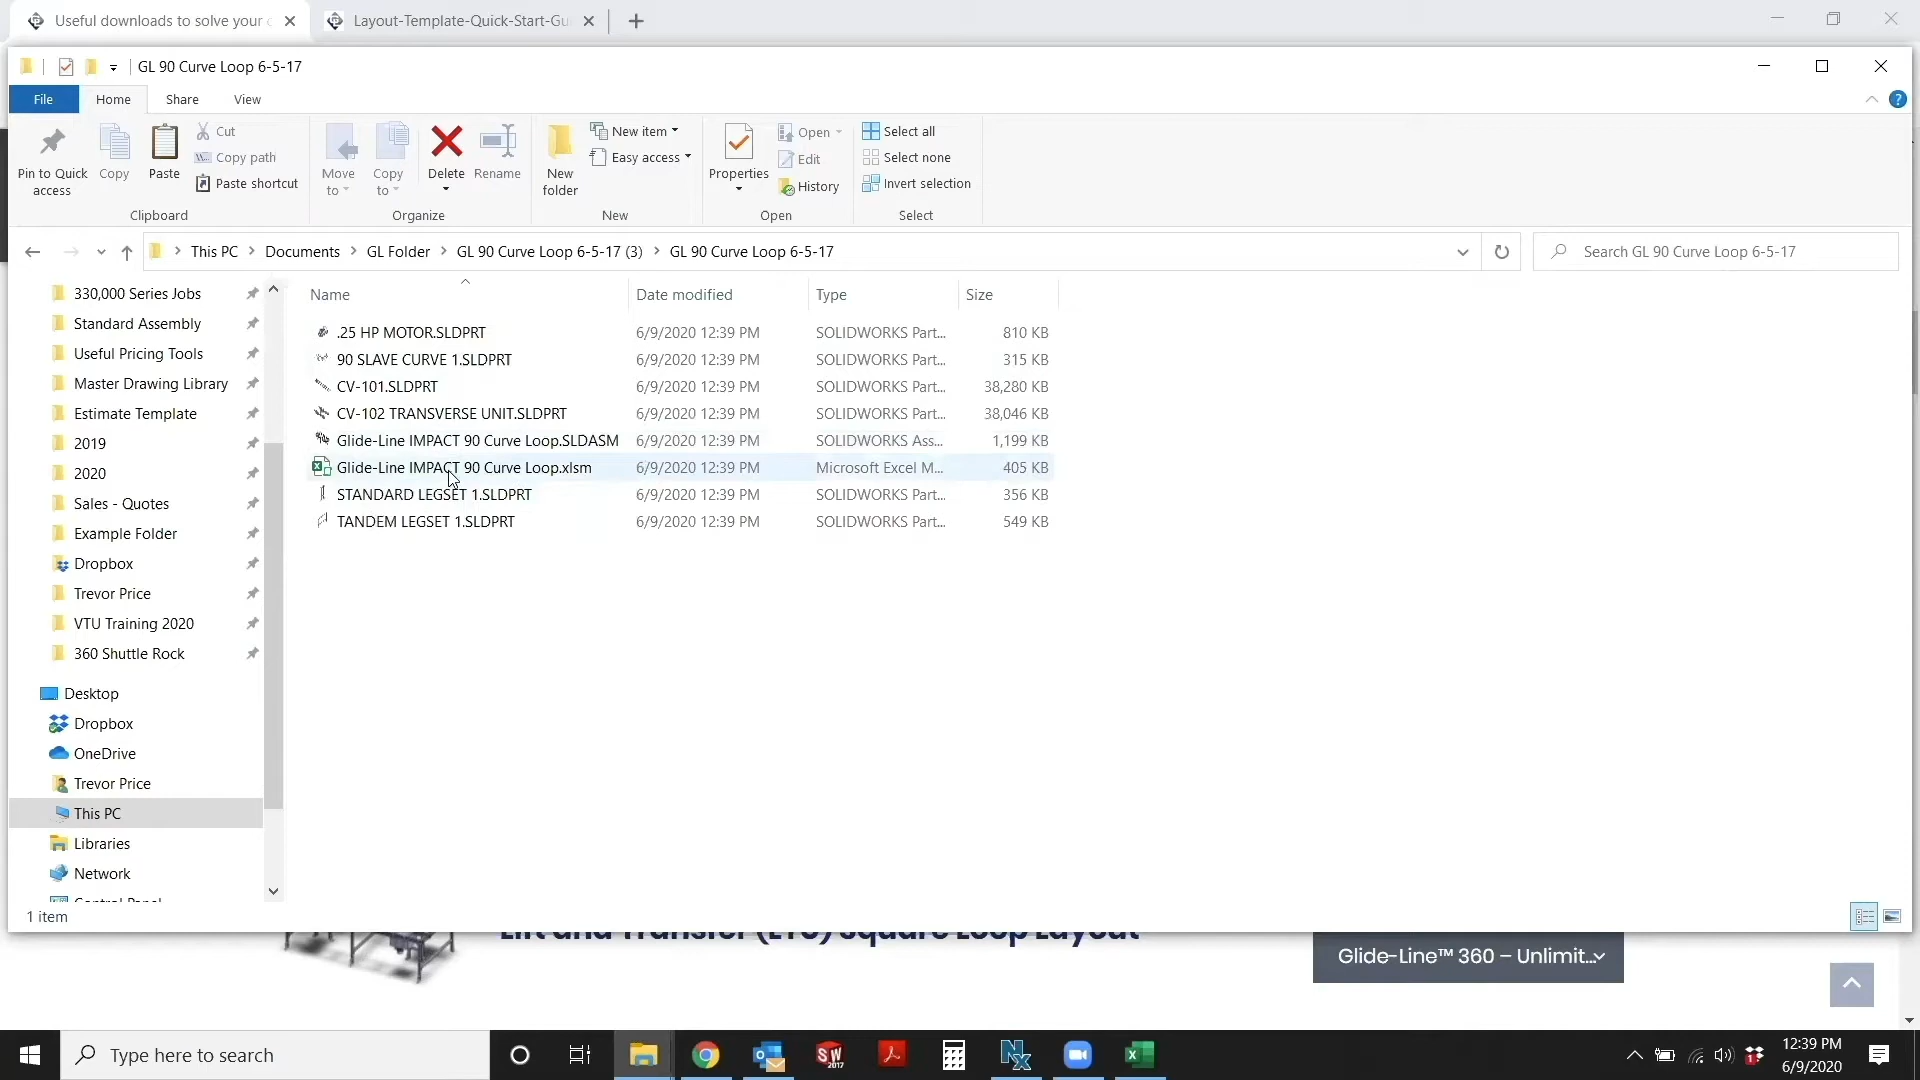 Useful downloads to solve your c
Layout-Template-Quick-Start-Gu
GL 90 Curve Loop 6-5-17
File
Home
Share
View
Pin to Quick access
Copy
Paste
Cut
Copy path
Paste shortcut
Move to
Copy to
Delete
Rename
New folder
New item
Easy access
Properties
Open
Edit
History
Select all
Select none
Invert selection
Clipboard
Organize
New
Open
Select
This PC > Documents > GL Folder > GL 90 Curve Loop 6-5-17 (3) > GL 90 Curve Loop 6-5-17
Search GL 90 Curve Loop 6-5-17
330,000 Series Jobs
Standard Assembly
Useful Pricing Tools
Master Drawing Library
Estimate Template
2019
2020
Sales - Quotes
Example Folder
Dropbox
Trevor Price
VTU Training 2020
360 Shuttle Rock
Desktop
Dropbox
OneDrive
Trevor Price
This PC
Libraries
Network
Control Panel
Name Date modified Type Size
.25 HP MOTOR.SLDPRT 6/9/2020 12:39 PM SOLIDWORKS Part... 810 KB
90 SLAVE CURVE 1.SLDPRT 6/9/2020 12:39 PM SOLIDWORKS Part... 315 KB
CV-101.SLDPRT 6/9/2020 12:39 PM SOLIDWORKS Part... 38,280 KB
CV-102 TRANSVERSE UNIT.SLDPRT 6/9/2020 12:39 PM SOLIDWORKS Part... 38,046 KB
Glide-Line IMPACT 90 Curve Loop.SLDASM 6/9/2020 12:39 PM SOLIDWORKS Ass... 1,199 KB
Glide-Line IMPACT 90 Curve Loop.xlsm 6/9/2020 12:39 PM Microsoft Excel M... 405 KB
STANDARD LEGSET 1.SLDPRT 6/9/2020 12:39 PM SOLIDWORKS Part... 356 KB
TANDEM LEGSET 1.SLDPRT 6/9/2020 12:39 PM SOLIDWORKS Part... 549 KB
1 item
Lift and Transfer (LTU) Square Loop Layout
Glide-Line™ 360 – Unlimit...
Type here to search
SW
2017
12:39 PM
6/9/2020